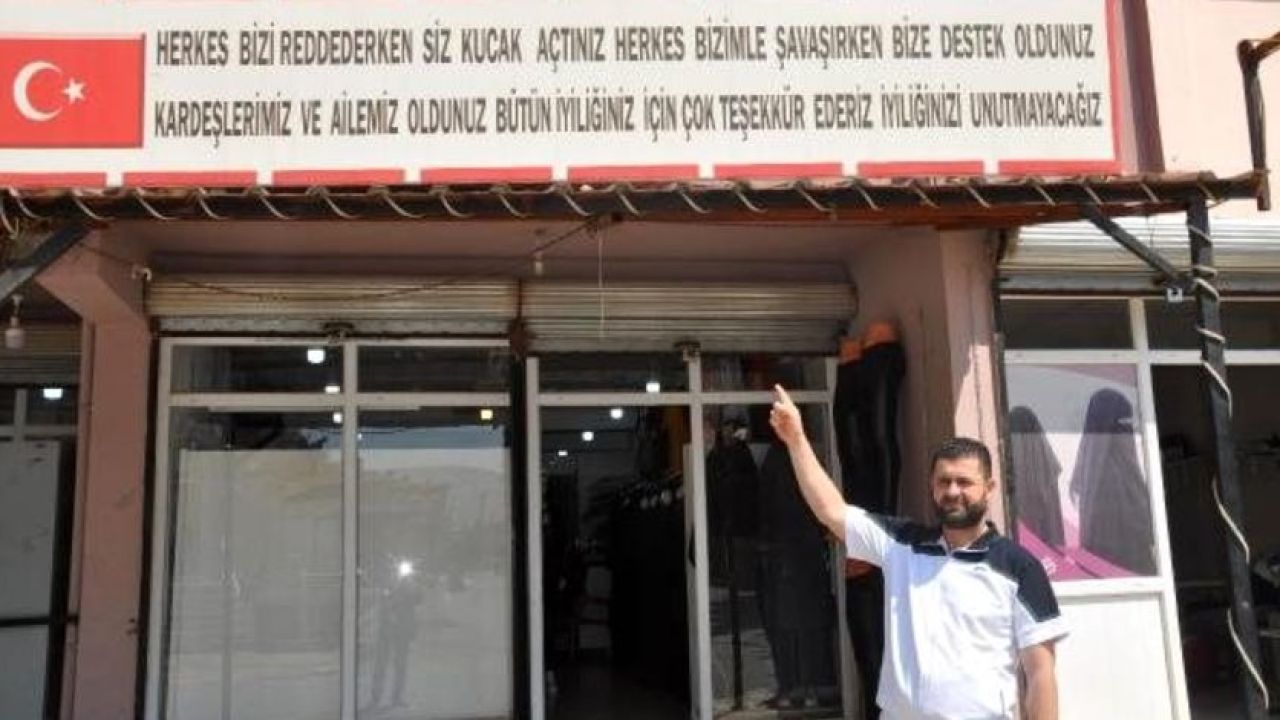 HERKES BİZİ REDDEDERKEN SİZ KUCAK AÇTINIZ HERKES BİZİMLE ŞAVAŞIRKEN BİZE DESTEK OLDUNUZ
KARDEŞLERİMİZ VE AİLEMİZ OLDUNUZ BÜTÜN İYİLİĞİNİZ İÇİN ÇOK TEŞEKKÜR EDERİZ İYİLİĞİNİZİ UNUTMAYACAĞIZ